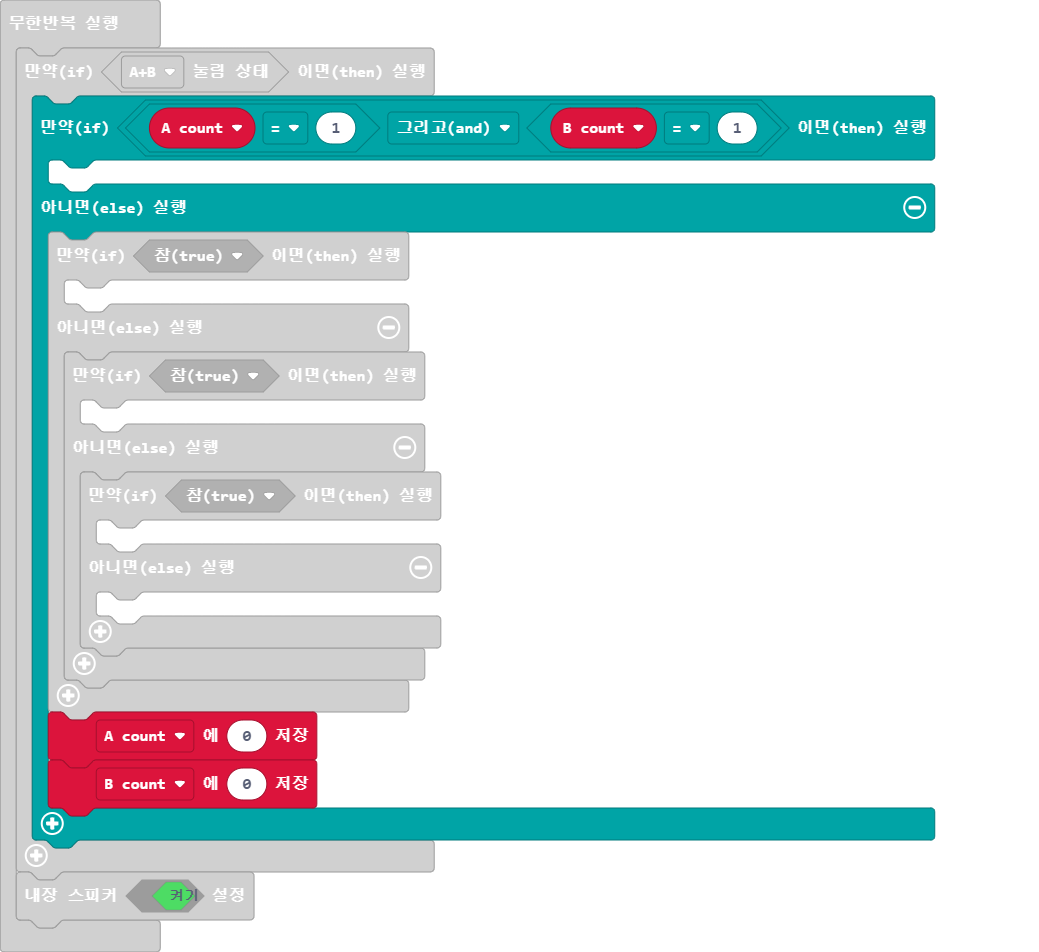 무한반복 실행
만약(if) A+B 눌림 상태 이면(then) 실행
만약(if) A count = 1 그리고(and) B count = 1 이면(then) 실행
아니면(else) 실행
만약(if) 참(true) 이면(then) 실행
아니면(else) 실행
만약(if) 참(true) 이면(then) 실행
아니면(else) 실행
만약(if) 참(true) 이면(then) 실행
아니면(else) 실행
A count 에 0 저장
B count 에 0 저장
내장 스피커 켜기 설정